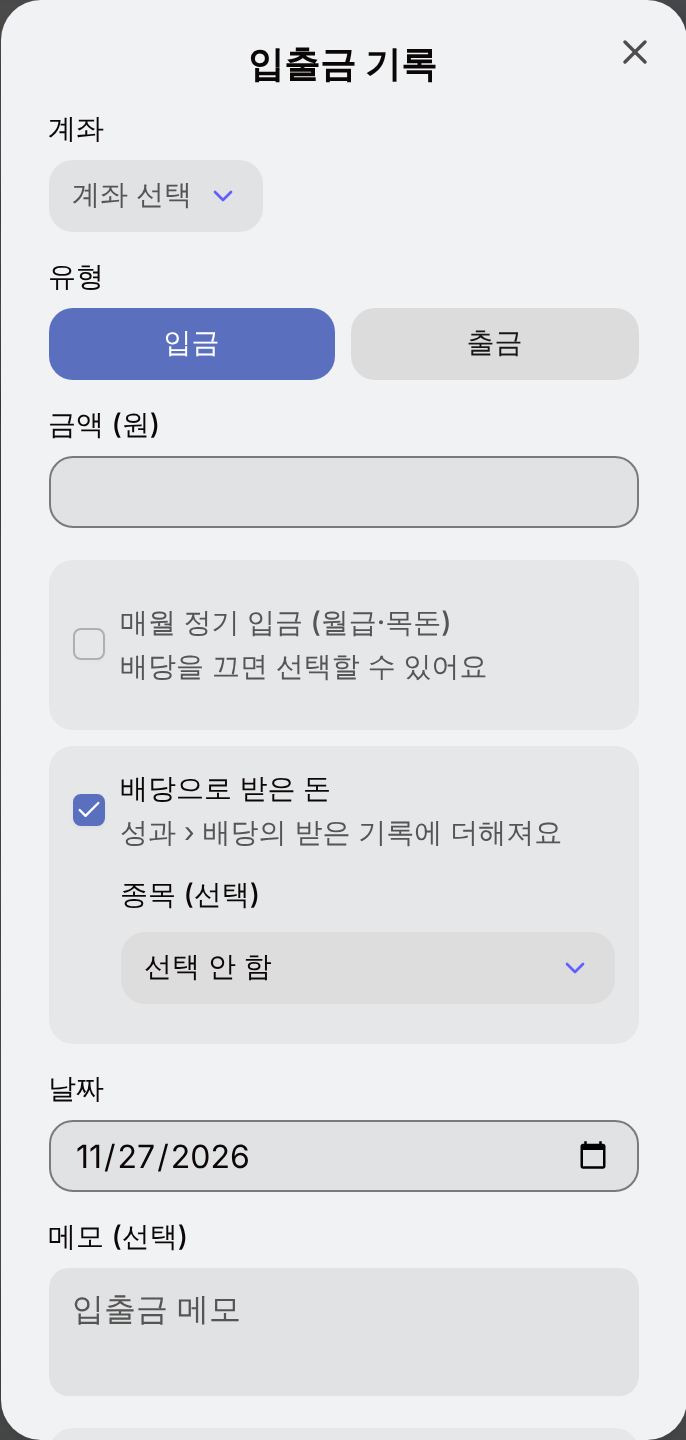 입출금 기록
계좌
계좌 선택
유형
입금
출금
금액 (원)
매월 정기 입금 (월급·목돈)
배당을 끄면 선택할 수 있어요
배당으로 받은 돈
성과 › 배당의 받은 기록에 더해져요
종목 (선택)
선택 안 함
날짜
11/27/2026
메모 (선택)
입출금 메모